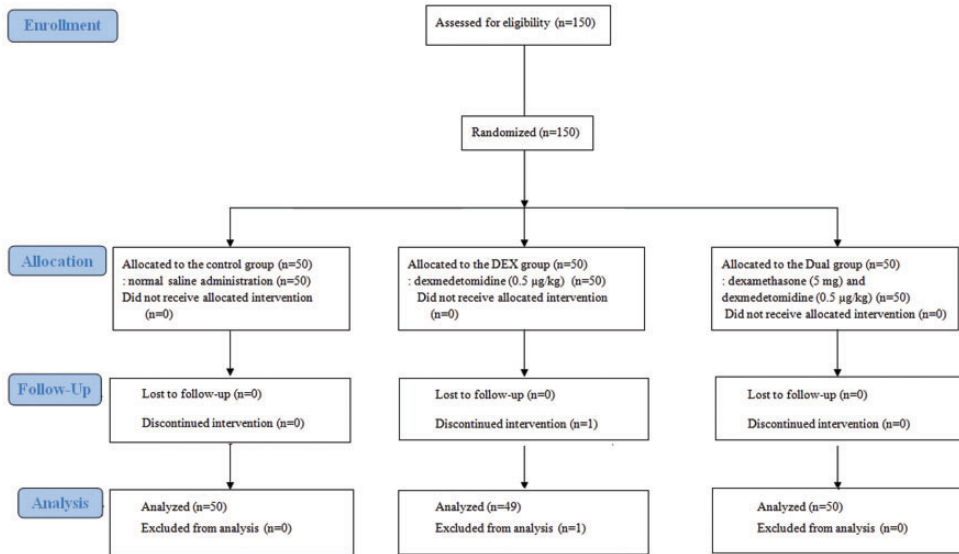 Enrollment
Assessed for eligibility (n=150)
Randomized (n=150)
Allocation
Allocated to the control group (n=50)
: normal saline administration (n=50)
Did not receive allocated intervention
(n=0)
Allocated to the DEX group (n=50)
: dexmedetomidine (0.5 µg/kg) (n=50)
Did not receive allocated intervention
(n=0)
Allocated to the Dual group (n=50)
: dexamethasone (5 mg) and
dexmedetomidine (0.5 µg/kg) (n=50)
Did not receive allocated intervention (n=0)
Follow-Up
Lost to follow-up (n=0)
Discontinued intervention (n=0)
Lost to follow-up (n=0)
Discontinued intervention (n=1)
Lost to follow-up (n=0)
Discontinued intervention (n=0)
Analysis
Analyzed (n=50)
Excluded from analysis (n=0)
Analyzed (n=49)
Excluded from analysis (n=1)
Analyzed (n=50)
Excluded from analysis (n=0)